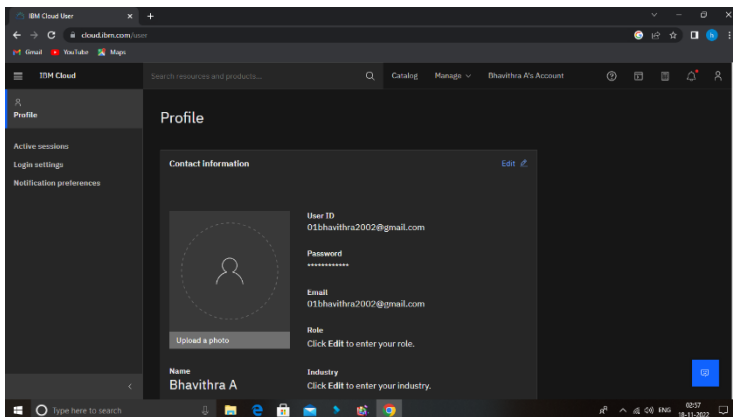 IBM Cloud User
cloud.ibm.com/user
Gmail YouTube Maps
IBM Cloud Search resources and products... Catalog Manage Bhavithra A's Account
Profile
Active sessions
Login settings
Notification preferences
Profile
Contact information Edit
User ID
01bhavithra2002@gmail.com
Password
************
Email
01bhavithra2002@gmail.com
Upload a photo
Role
Click Edit to enter your role.
Name
Bhavithra A
Industry
Click Edit to enter your industry.
Type here to search ENG 02:57
18-11-2022